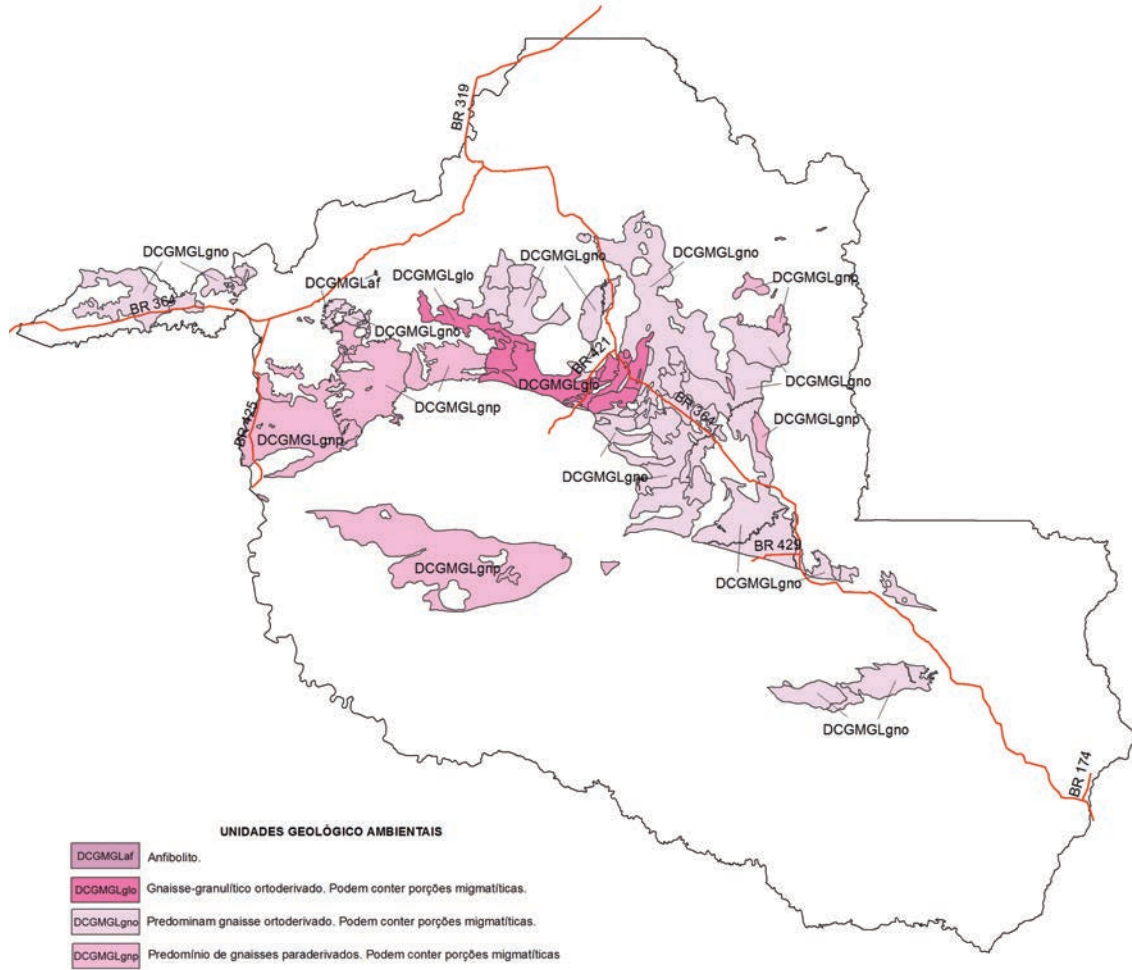 BR 319
DCGMGLgno
DCGMGLgno
DCGMGLgno
DCGMGLglo
DCGMGLaf
DCGMGLgnp
BR 364
DCGMGLgno
BR 421
DCGMGLglo
DCGMGLgno
DCGMGLgnp
BR 364
BR 425
DCGMGLgnp
DCGMGLgnp
DCGMGLgno
BR 429
DCGMGLgnp
DCGMGLgno
DCGMGLgno
BR 174
UNIDADES GEOLÓGICO AMBIENTAIS
DCGMGLaf Anfibolito.
DCGMGLglo Gnaisse-granulítico ortoderivado. Podem conter porções migmatíticas.
DCGMGLgno Predominam gnaisse ortoderivado. Podem conter porções migmatíticas.
DCGMGLgnp Predomínio de gnaisses paraderivados. Podem conter porções migmatíticas